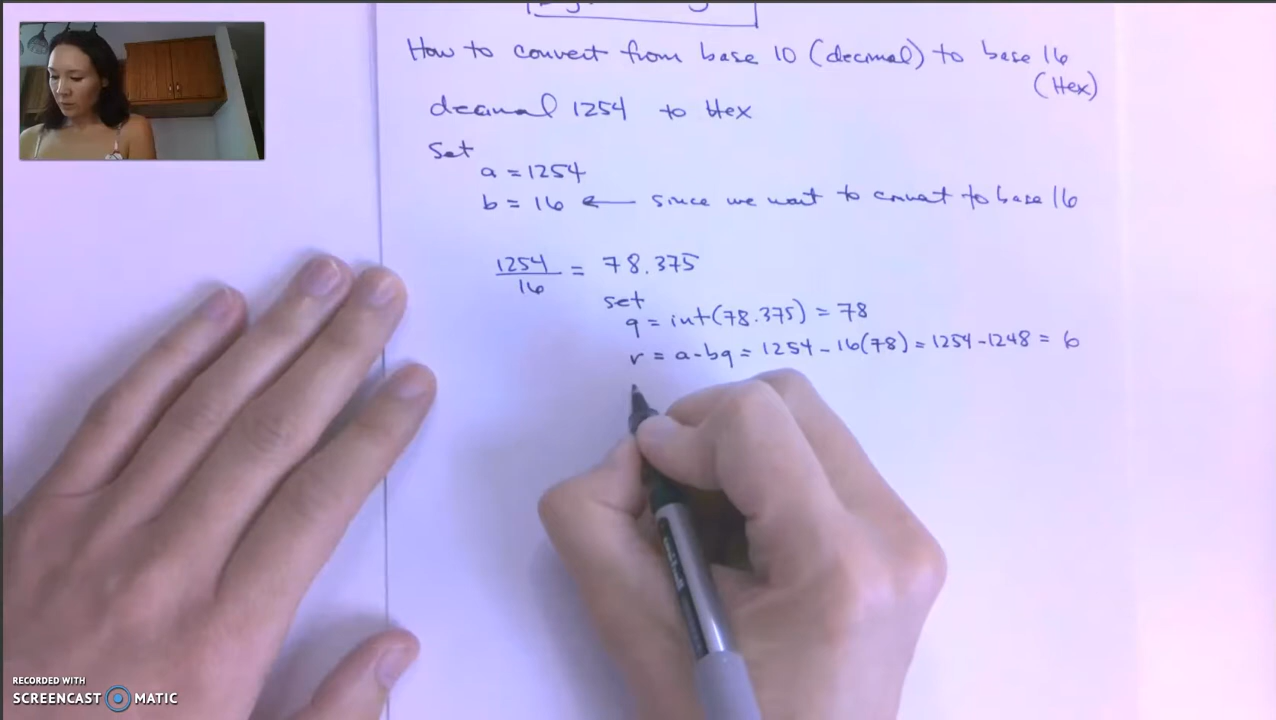 How to convert from base 10 (decimal) to base 16
(Hex)
decimal 1254 to Hex
Set
a = 1254
b = 16 ← since we want to convert to base 16
1254/16 = 78.375
set
q = int(78.375) = 78
r = a - bq = 1254 - 16(78) = 1254 - 1248 = 6
RECORDED WITH
SCREENCAST MATIC